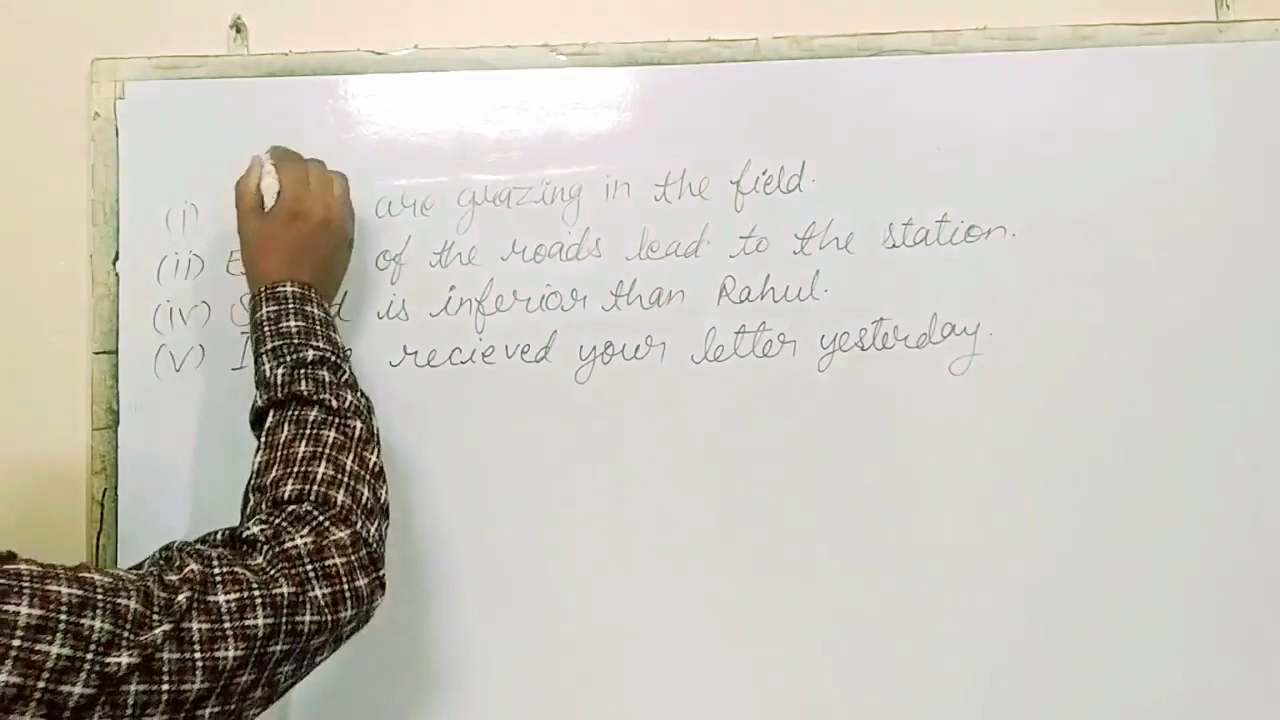 (i) are grazing in the field.
(ii) of the roads lead to the station.
(iv) is inferior than Rahul.
(v) I recieved your letter yesterday.